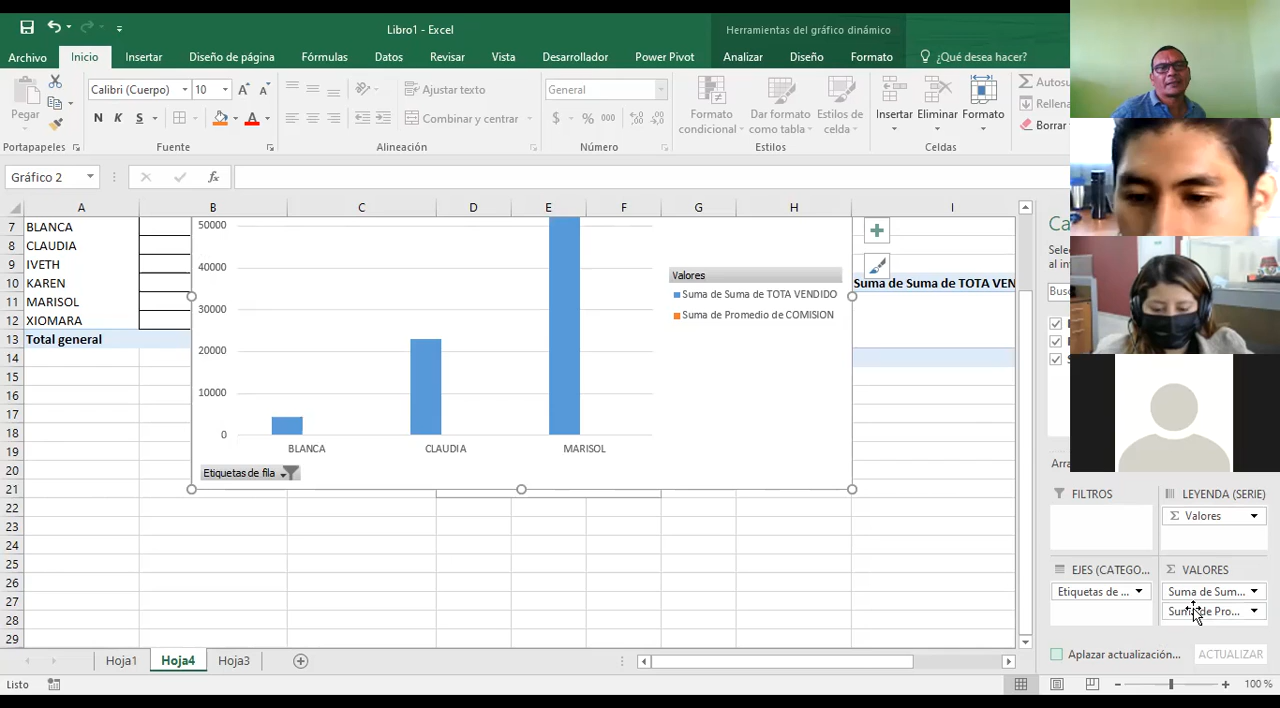 Libro1 - Excel
Herramientas del gráfico dinámico
Archivo Inicio Insertar Diseño de página Fórmulas Datos Revisar Vista Desarrollador Power Pivot Analizar Diseño Formato ¿Qué desea hacer?
Pegar
Calibri (Cuerpo) 10
N K S
Ajustar texto
Combinar y centrar
General
$ % 000
Formato condicional
Dar formato como tabla
Estilos de celda
Insertar Eliminar Formato
Autosu
Rellena
Borrar
Portapapeles Fuente Alineación Número Estilos Celdas
Gráfico 2
fx
A B C D E F G H I
7 BLANCA
8 CLAUDIA
9 IVETH
10 KAREN
11 MARISOL
12 XIOMARA
13 Total general
14
15
16
17
18
19
20
21
22
23
24
25
26
27
28
29
50000
40000
30000
20000
10000
0
BLANCA CLAUDIA MARISOL
Etiquetas de fila
Valores
Suma de Suma de TOTA VENDIDO
Suma de Promedio de COMISION
Suma de Suma de TOTA VEN
Ca
Sele
al in
Busc
Arra
FILTROS
LEYENDA (SERIE)
Σ Valores
EJES (CATEGO...
Σ VALORES
Etiquetas de ...
Suma de Sum...
Suma de Pro...
Aplazar actualización... ACTUALIZAR
Hoja1 Hoja4 Hoja3
Listo
100 %